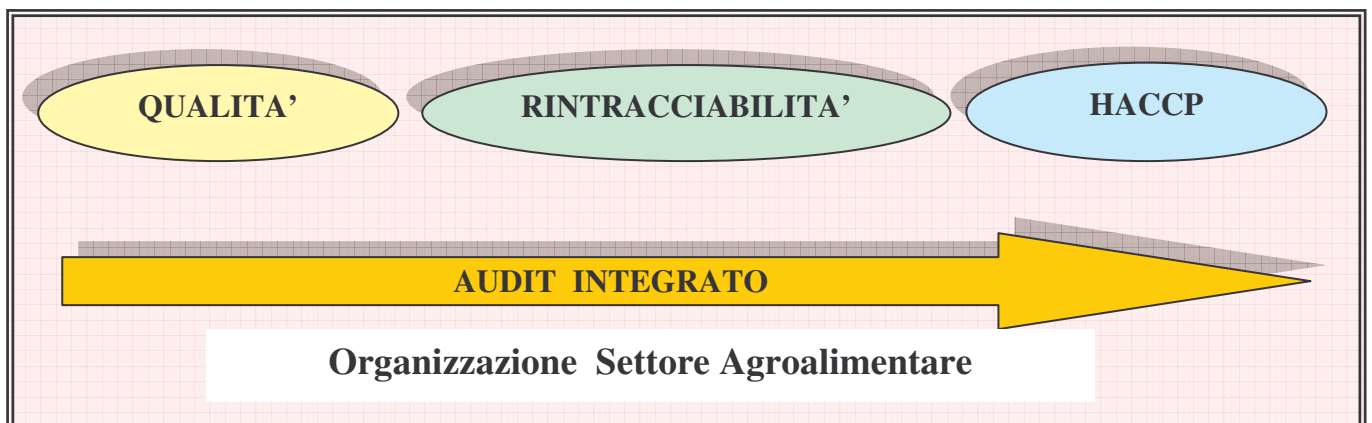 QUALITA’ RINTRACCIABILITA’ HACCP
AUDIT INTEGRATO
Organizzazione Settore Agroalimentare